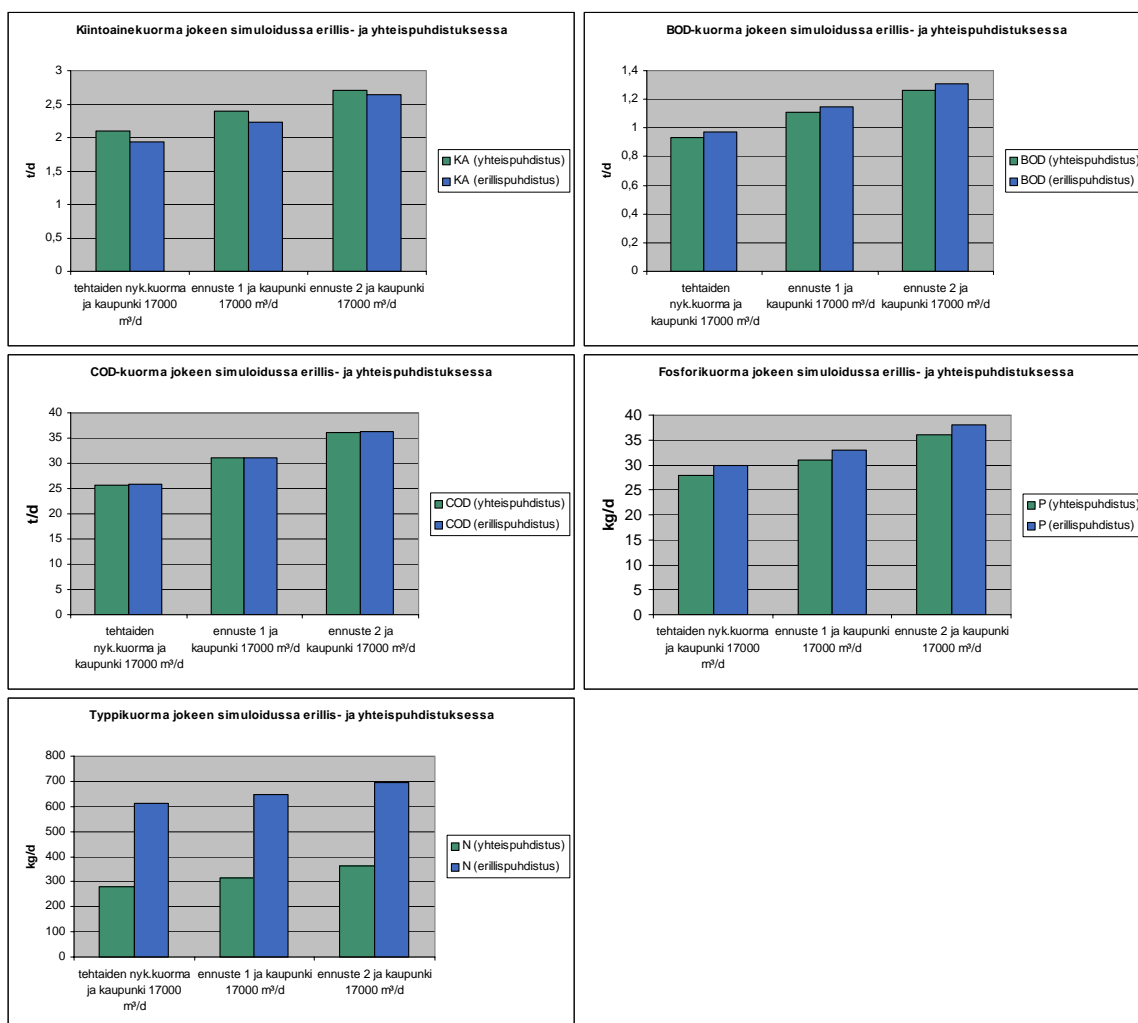 Kiintoainekuorma jokeen simuloidussa erillis- ja yhteispuhdistuksessa
3
2,5
2
1,5
1
0,5
0
t/d
tehtaiden nyk.kuorma
ja kaupunki 17000
m³/d
ennuste 1 ja kaupunki
17000 m³/d
ennuste 2 ja kaupunki
17000 m³/d
KA (yhteispuhdistus)
KA (erillispuhdistus)
BOD-kuorma jokeen simuloidussa erillis- ja yhteispuhdistuksessa
1,4
1,2
1
0,8
0,6
0,4
0,2
0
t/d
tehtaiden
nyk.kuorma ja
kaupunki 17000 m³/d
ennuste 1 ja
kaupunki 17000 m³/d
ennuste 2 ja
kaupunki 17000 m³/d
BOD (yhteispuhdistus)
BOD (erillispuhdistus)
COD-kuorma jokeen simuloidussa erillis- ja yhteispuhdistuksessa
40
35
30
25
20
15
10
5
0
t/d
tehtaiden
nyk.kuorma ja
kaupunki 17000 m³/d
ennuste 1 ja
kaupunki 17000 m³/d
ennuste 2 ja
kaupunki 17000 m³/d
COD (yhteispuhdistus)
COD (erillispuhdistus)
Fosforikuorma jokeen simuloidussa erillis- ja yhteispuhdistuksessa
40
35
30
25
20
15
10
5
0
kg/d
tehtaiden nyk.kuorma
ja kaupunki 17000
m³/d
ennuste 1 ja kaupunki
17000 m³/d
ennuste 2 ja kaupunki
17000 m³/d
P (yhteispuhdistus)
P (erillispuhdistus)
Typpikuorma jokeen simuloidussa erillis- ja yhteispuhdistuksessa
800
700
600
500
400
300
200
100
0
kg/d
tehtaiden nyk.kuorma
ja kaupunki 17000
m³/d
ennuste 1 ja kaupunki
17000 m³/d
ennuste 2 ja kaupunki
17000 m³/d
N (yhteispuhdistus)
N (erillispuhdistus)